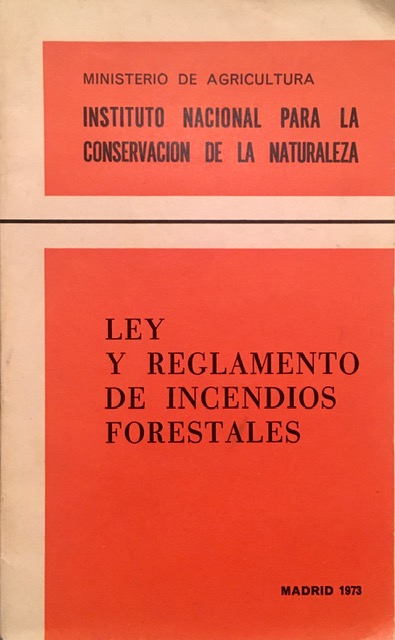 MINISTERIO DE AGRICULTURA
INSTITUTO NACIONAL PARA LA
CONSERVACION DE LA NATURALEZA
LEY
Y REGLAMENTO
DE INCENDIOS
FORESTALES
MADRID 1973